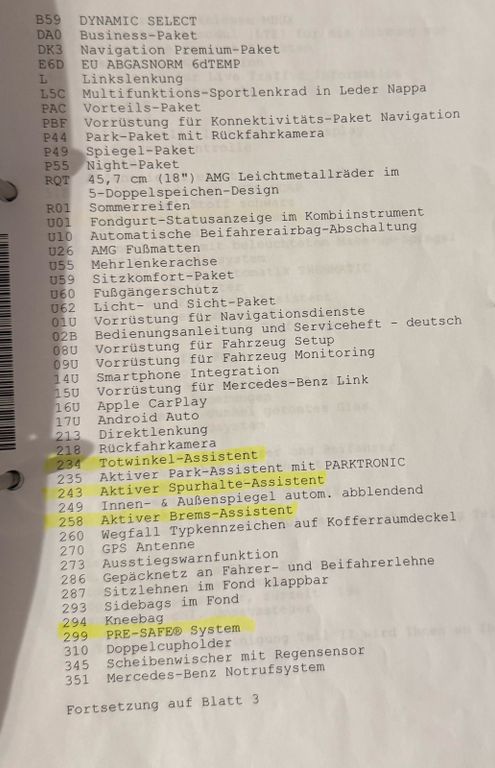 B59 DYNAMIC SELECT
DA0 Business-Paket
DK3 Navigation Premium-Paket
E6D EU ABGASNORM 6dTEMP
L Linkslenkung
L5C Multifunktions-Sportlenkrad in Leder Nappa
PAC Vorteils-Paket
PBF Vorrüstung für Konnektivitäts-Paket Navigation
P44 Park-Paket mit Rückfahrkamera
P49 Spiegel-Paket
P55 Night-Paket
RQT 45,7 cm (18") AMG Leichtmetallräder im
5-Doppelspeichen-Design
R01 Sommerreifen
U01 Fondgurt-Statusanzeige im Kombiinstrument
U10 Automatische Beifahrerairbag-Abschaltung
U26 AMG Fußmatten
U55 Mehrlenkerachse
U59 Sitzkomfort-Paket
U60 Fußgängerschutz
U62 Licht- und Sicht-Paket
01U Vorrüstung für Navigationsdienste
02B Bedienungsanleitung und Serviceheft - deutsch
08U Vorrüstung für Fahrzeug Setup
09U Vorrüstung für Fahrzeug Monitoring
14U Smartphone Integration
15U Vorrüstung für Mercedes-Benz Link
16U Apple CarPlay
17U Android Auto
213 Direktlenkung
218 Rückfahrkamera
234 Totwinkel-Assistent
235 Aktiver Park-Assistent mit PARKTRONIC
243 Aktiver Spurhalte-Assistent
249 Innen- & Außenspiegel autom. abblendend
258 Aktiver Brems-Assistent
260 Wegfall Typkennzeichen auf Kofferraumdeckel
270 GPS Antenne
273 Ausstiegswarnfunktion
286 Gepäcknetz an Fahrer- und Beifahrerlehne
287 Sitzlehnen im Fond klappbar
293 Sidebags im Fond
294 Kneebag
299 PRE-SAFE® System
310 Doppelcupholder
345 Scheibenwischer mit Regensensor
351 Mercedes-Benz Notrufsystem
Fortsetzung auf Blatt 3